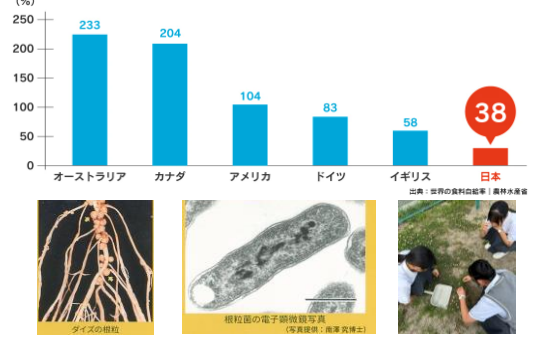 (%)
250
200
150
100
50
0
233
204
104
83
58
38
オーストラリア
カナダ
アメリカ
ドイツ
イギリス
日本
出典:世界の食料自給率|農林水産省
ダイズの根粒
根粒菌の電子顕微鏡写真
(写真提供:南澤 究博士)